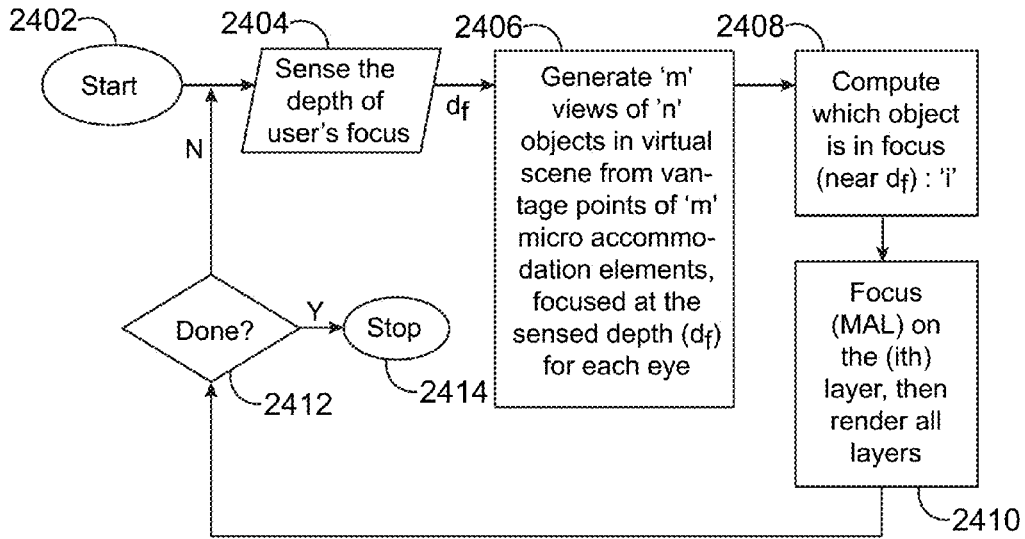 2402
Start
2404
Sense the
depth of
user's focus
df
2406
Generate 'm'
views of 'n'
objects in virtual
scene from van-
tage points of 'm'
micro accommo-
dation elements,
focused at the
sensed depth (df)
for each eye
2408
Compute
which object
is in focus
(near df) : 'i'
Focus
(MAL) on
the (ith)
layer, then
render all
layers
2410
N
Done?
2412
Y
Stop
2414